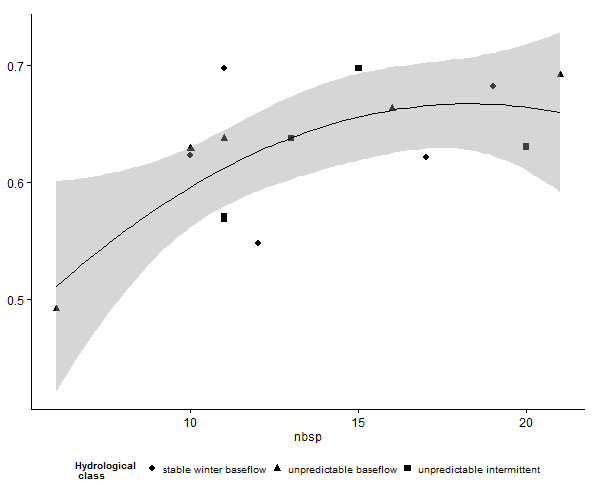 0.7
0.6
0.5
10 15 20
nbsp
Hydrological
class
stable winter baseflow unpredictable baseflow unpredictable intermittent